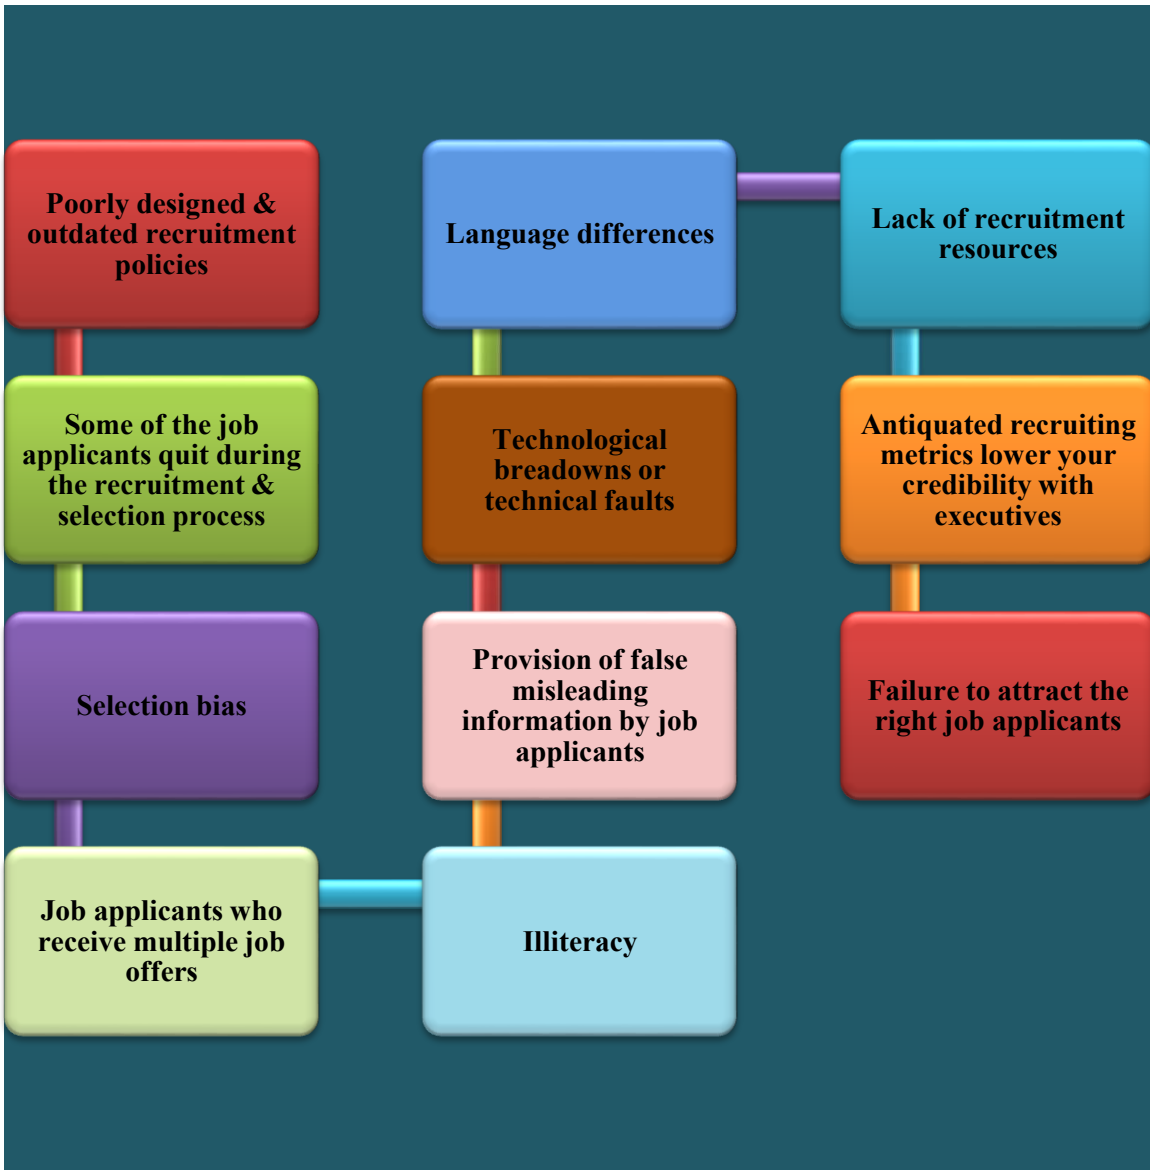 Poorly designed &
outdated recruitment
policies
Some of the job
applicants quit during
the recruitment &
selection process
Selection bias
Job applicants who
receive multiple job
offers
Illiteracy
Provision of false
misleading
information by job
applicants
Technological
breadowns or
technical faults
Language differences
Lack of recruitment
resources
Antiquated recruiting
metrics lower your
credibility with
executives
Failure to attract the
right job applicants